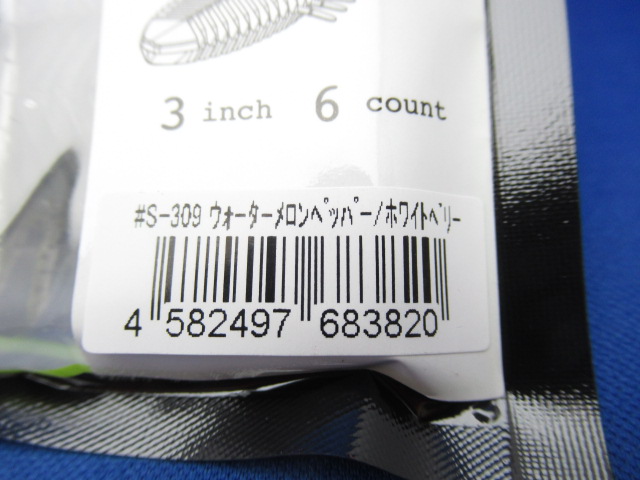 3 inch 6 count
#S-309 ウォーターメロンペッパー/ホワイトベリー
4 582497 683820